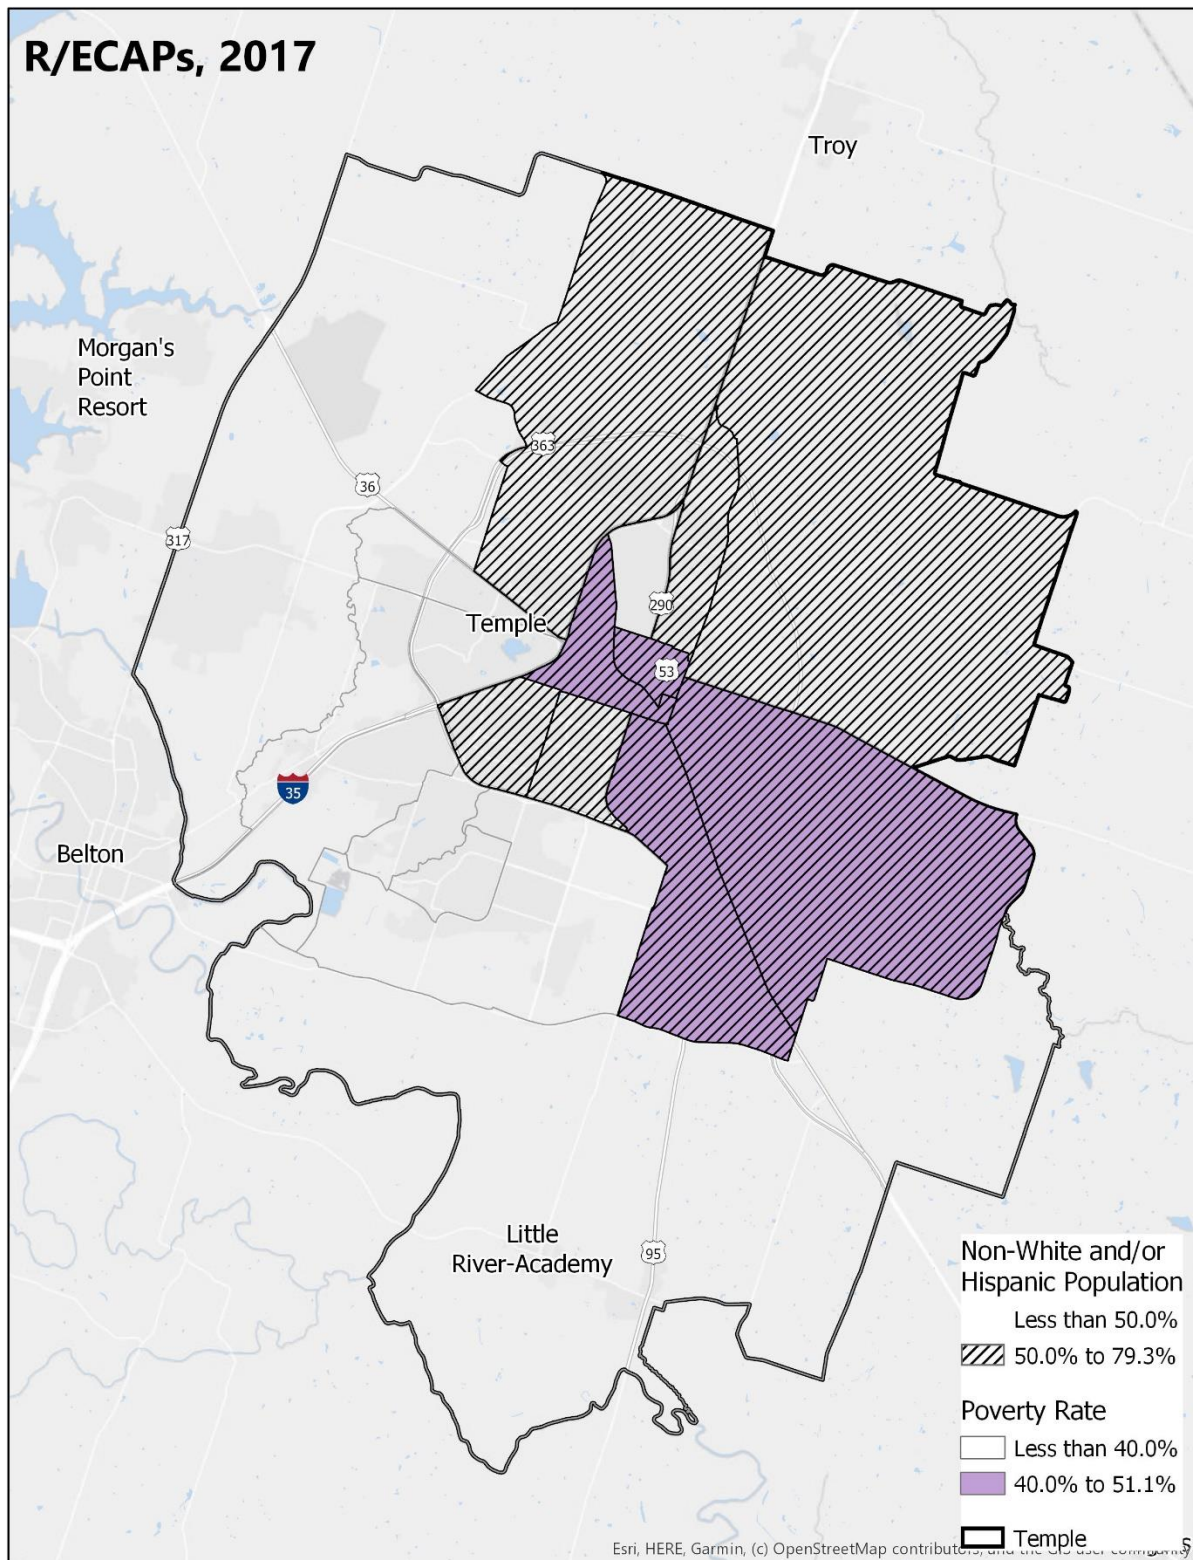 R/ECAPs, 2017
Troy
Morgan's
Point
Resort
363
36
317
290
Temple
53
35
Belton
Little
River-Academy
95
Non-White and/or
Hispanic Population
Less than 50.0%
50.0% to 79.3%
Poverty Rate
Less than 40.0%
40.0% to 51.1%
Temple
Esri, HERE, Garmin, (c) OpenStreetMap contributors, and the GIS user community